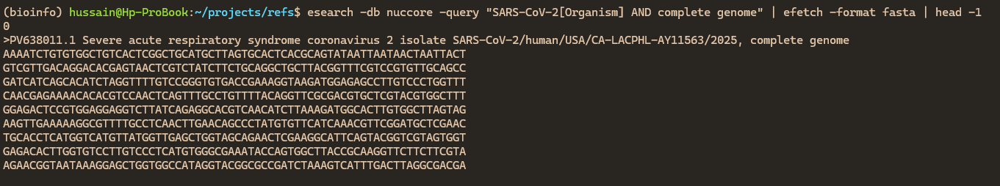 (bioinfo) hussain@Hp-ProBook:~/projects/refs$ esearch -db nuccore -query "SARS-CoV-2[Organism] AND complete genome" | efetch -format fasta | head -1
0
>PV638011.1 Severe acute respiratory syndrome coronavirus 2 isolate SARS-CoV-2/human/USA/CA-LACPHL-AY11563/2025, complete genome
AAAATCTGTGTGGCTGTCACTCGGCTGCATGCTTAGTGCACTCACGCAGTATAATTAATAACTAATTACT
GTCGTTGACAGGACACGAGTAACTCGTCTATCTTCTGCAGGCTGCTTACGGTTTCGTCCGTGTTGCAGCC
GATCATCAGCACATCTAGGTTTTGTCCGGGTGTGACCGAAAGGTAAGATGGAGAGCCTTGTCCCTGGTTT
CAACGAGAAAACACACGTCCAACTCAGTTTGCCTGTTTTACAGGTTCGCGACGTGCTCGTACGTGGCTTT
GGAGACTCCGTGGAGGAGGTCTTATCAGAGGCACGTCAACATCTTAAAGATGGCACTTGTGGCTTAGTAG
AAGTTGAAAAAGGCGTTTTGCCTCAACTTGAACAGCCCTATGTGTTCATCAAACGTTCGGATGCTCGAAC
TGCACCTCATGGTCATGTTATGGTTGAGCTGGTAGCAGAACTCGAAGGCATTCAGTACGGTCGTAGTGGT
GAGACACTTGGTGTCCTTGTCCCTCATGTGGGCGAAATACCAGTGGCTTACCGCAAGGTTCTTCTTCGTA
AGAACGGTAATAAAGGAGCTGGTGGCCATAGGTACGGCGCCGATCTAAAGTCATTTGACTTAGGCGACGA